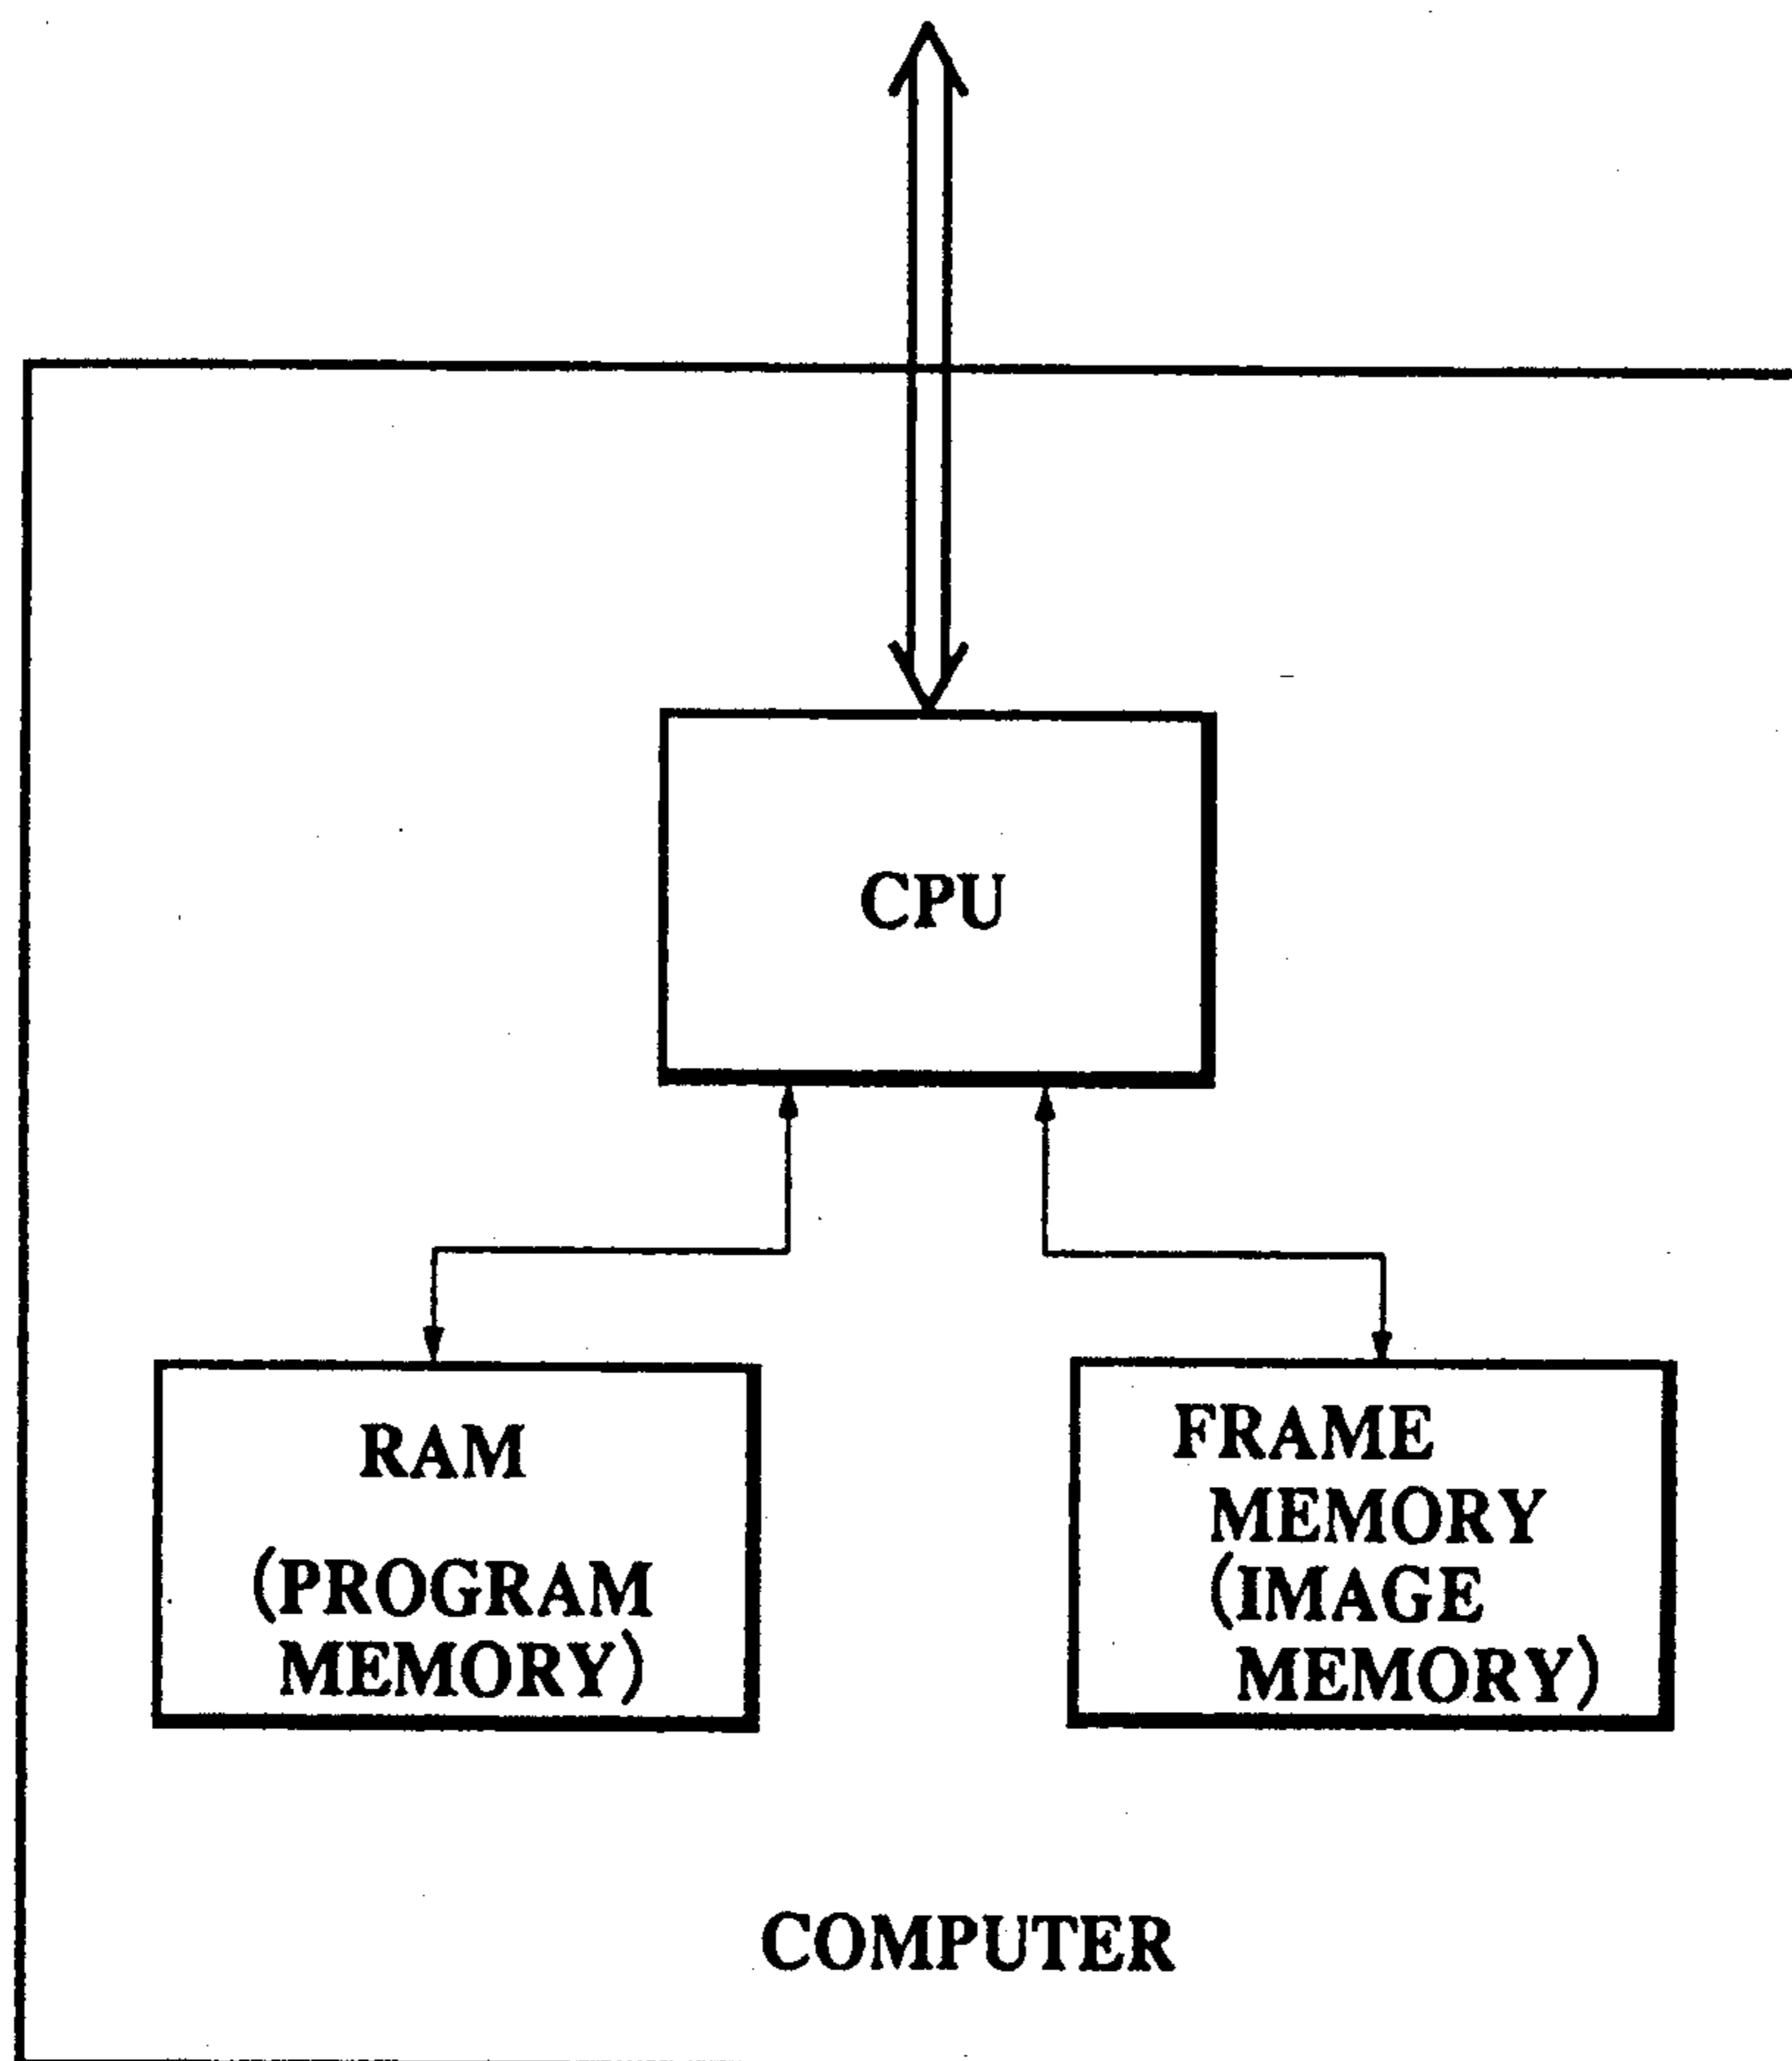 CPU
RAM
(PROGRAM
MEMORY)
FRAME
MEMORY
(IMAGE
MEMORY)
COMPUTER